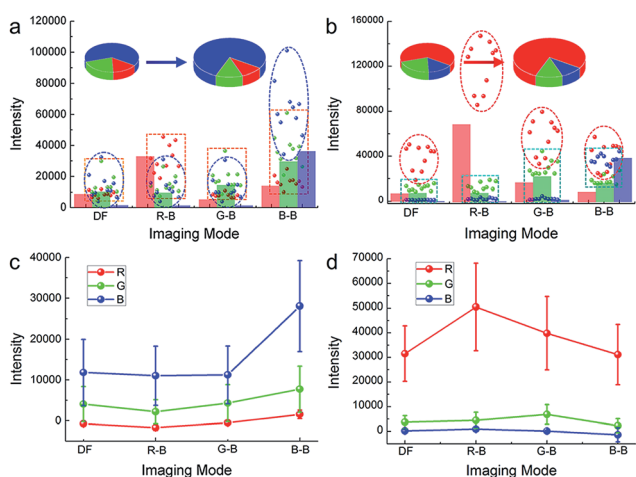 a
120000
100000
80000
60000
40000
20000
0
Intensity
DF R-B G-B B-B
Imaging Mode
b
160000
120000
80000
40000
0
Intensity
DF R-B G-B B-B
Imaging Mode
c
40000
30000
20000
10000
0
Intensity
R
G
B
DF R-B G-B B-B
Imaging Mode
d
70000
60000
50000
40000
30000
20000
10000
0
Intensity
R
G
B
DF R-B G-B B-B
Imaging Mode